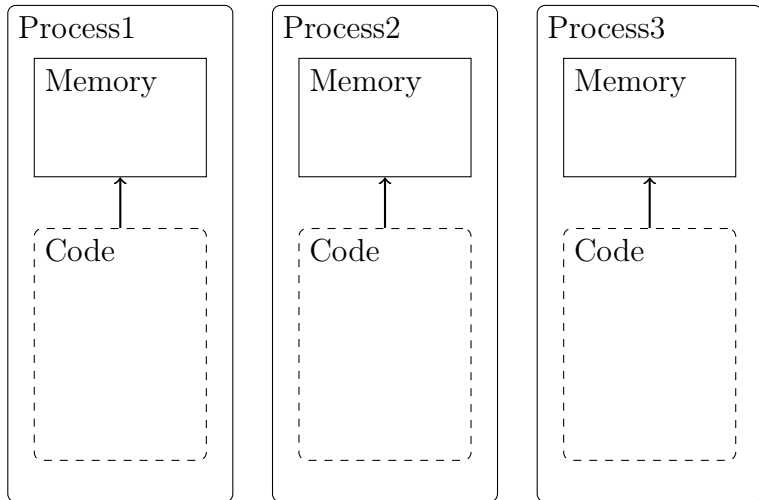 Process1
Memory
Code
Process2
Memory
Code
Process3
Memory
Code